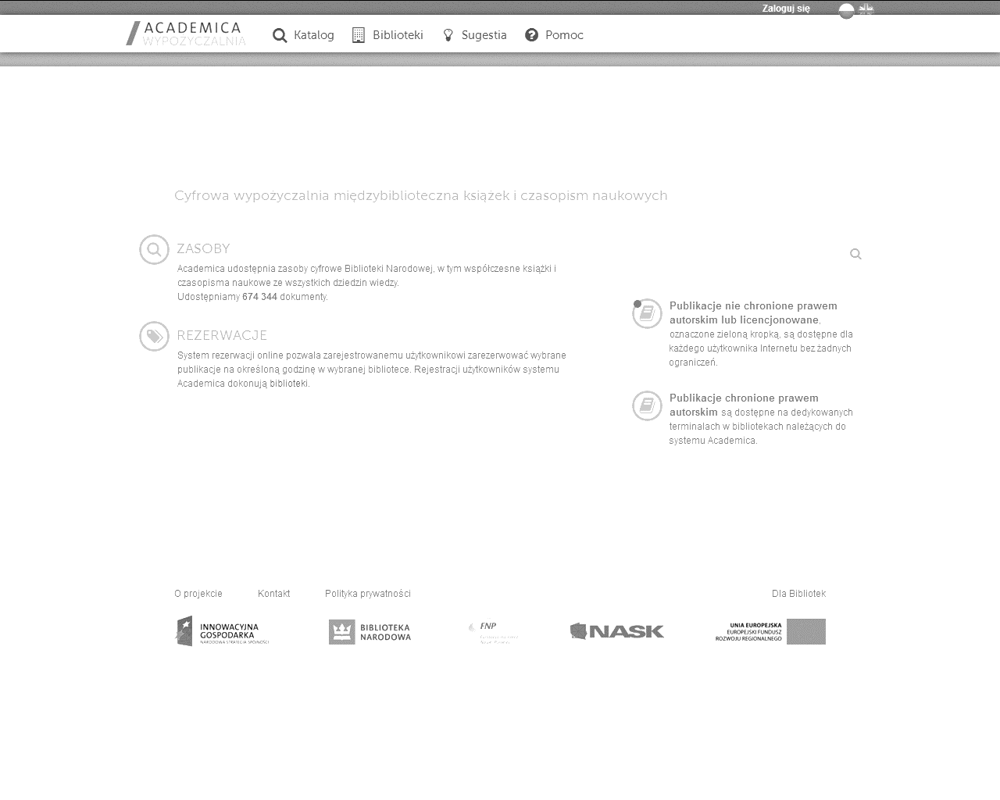 Zaloguj się
ACADEMICA
WYPOŻYCZALNIA
Katalog
Biblioteki
Sugestia
Pomoc
Cyfrowa wypożyczalnia międzybiblioteczna książek i czasopism naukowych
ZASOBY
Academica udostępnia zasoby cyfrowe Biblioteki Narodowej, w tym współczesne książki i
czasopisma naukowe ze wszystkich dziedzin wiedzy.
Udostępniamy 674 344 dokumenty.
REZERWACJE
System rezerwacji online pozwala zarejestrowanemu użytkownikowi zarezerwować wybrane
publikacje na określoną godzinę w wybranej bibliotece. Rejestracji użytkowników systemu
Academica dokonują biblioteki.
Publikacje nie chronione prawem
autorskim lub licencjonowane,
oznaczone zieloną kropką, są dostępne dla
każdego użytkownika Internetu bez żadnych
ograniczeń.
Publikacje chronione prawem
autorskim są dostępne na dedykowanych
terminalach w bibliotekach należących do
systemu Academica.
O projekcie
Kontakt
Polityka prywatności
Dla Bibliotek
INNOWACYJNA
GOSPODARKA
NARODOWA STRATEGIA SPÓJNOŚCI
BIBLIOTEKA
NARODOWA
FNP
NASK
UNIA EUROPEJSKA
EUROPEJSKI FUNDUSZ
ROZWOJU REGIONALNEGO